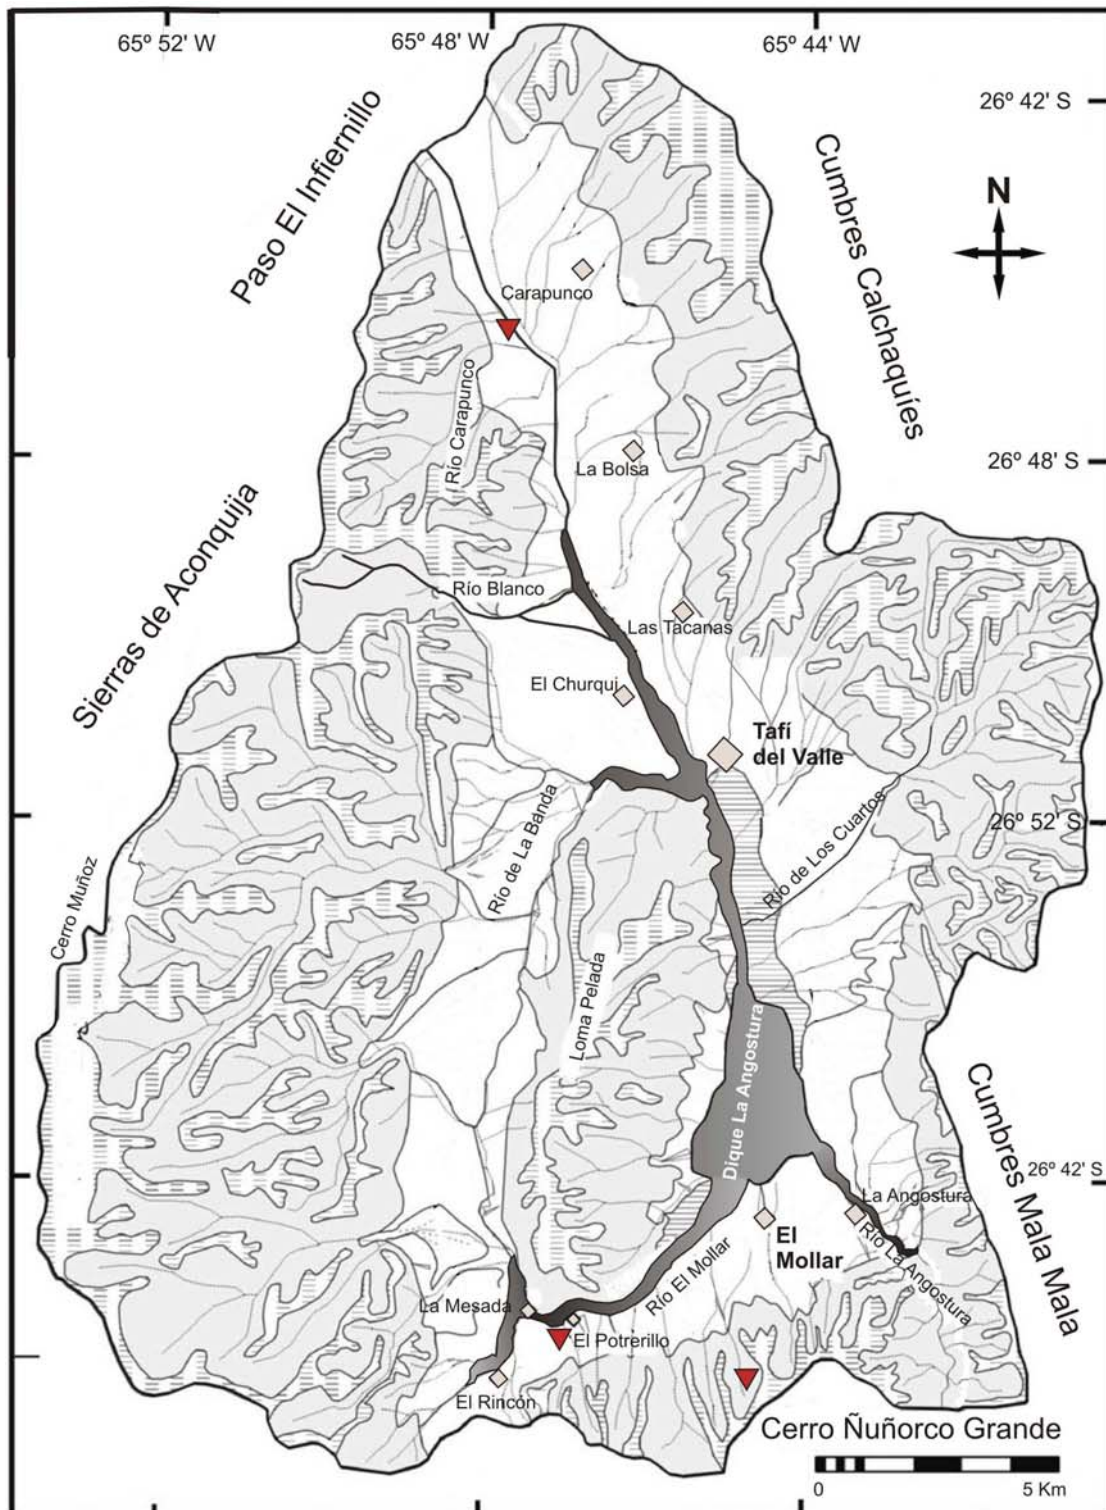 65º 52' W
65º 48' W
65º 44' W
26º 42' S
Paso El Infiernillo
Cumbres Calchaquíes
N
Carapunco
Río Carapunco
La Bolsa
26º 48' S
Sierras de Aconquija
Río Blanco
Las Tacanas
El Churqui
Tafí
del Valle
Río de La Banda
Río de Los Cuartos
26º 52' S
Cerro Muñoz
Loma Pelada
Dique La Angostura
Cumbres Mala Mala
26º 42' S
La Angostura
El
Mollar
Río La Angostura
Río El Mollar
La Mesada
El Potrerillo
El Rincón
Cerro Ñuñorco Grande
0
5 Km